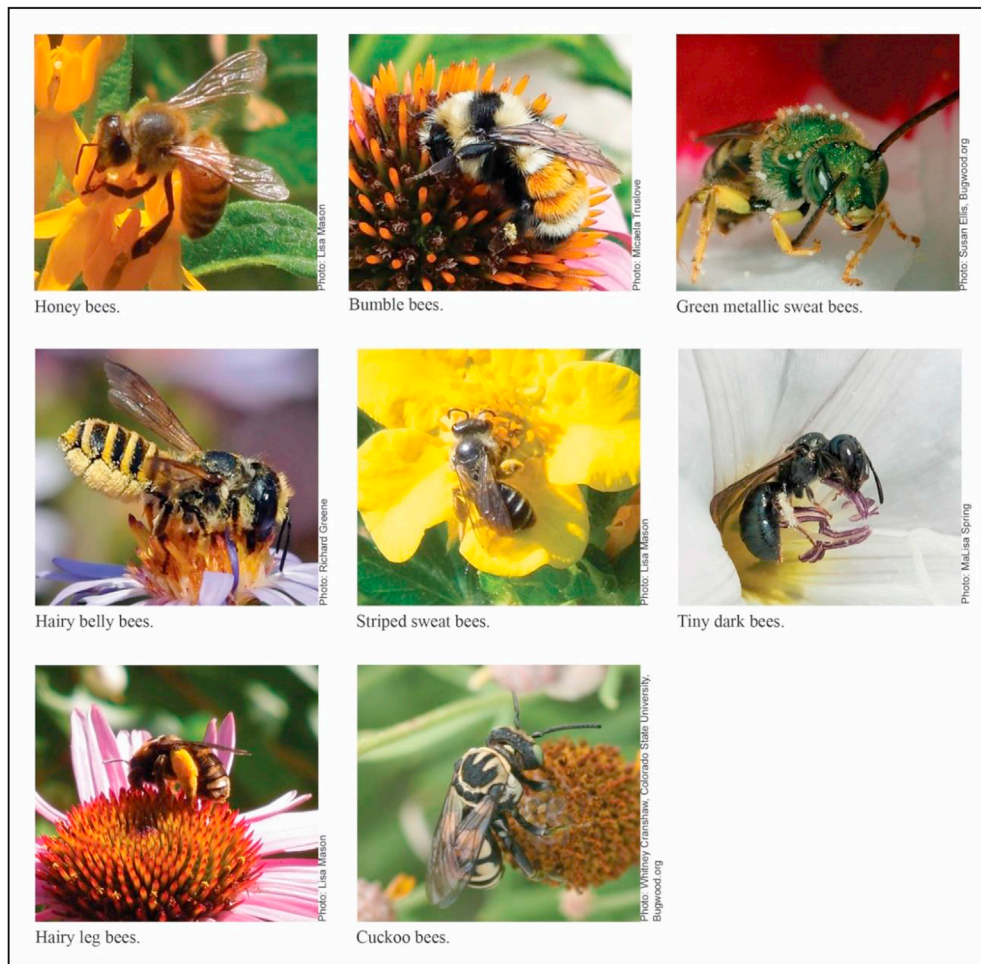 Photo: Lisa Mason
Honey bees.
Photo: Micaela Truslove
Bumble bees.
Photo: Susan Ellis, Bugwood.org
Green metallic sweat bees.
Photo: Richard Greene
Hairy belly bees.
Photo: Lisa Mason
Striped sweat bees.
Photo: MaLisa Spring
Tiny dark bees.
Photo: Lisa Mason
Hairy leg bees.
Photo: Whitney Cranshaw, Colorado State University,
Bugwood.org
Cuckoo bees.